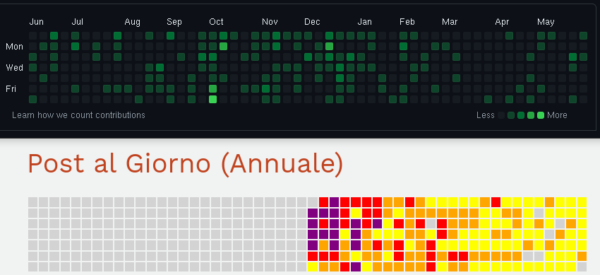 Jun Jul Aug Sep Oct Nov Dec Jan Feb Mar Apr May
Mon
Wed
Fri
Learn how we count contributions Less More
Post al Giorno (Annuale)